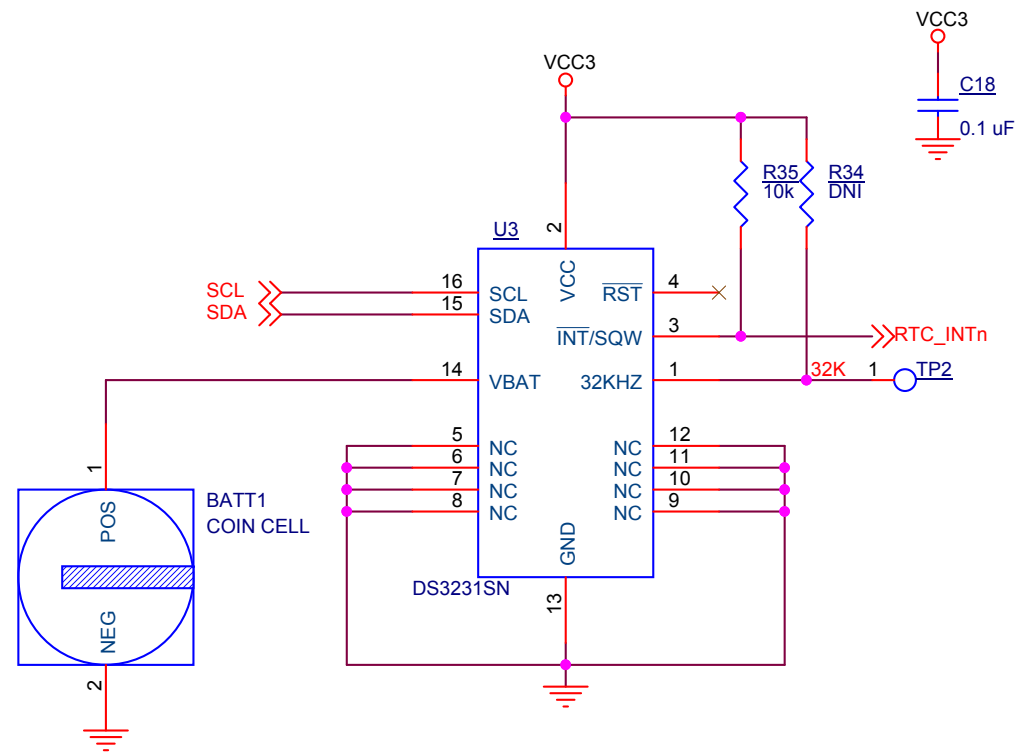 VCC3
VCC3
C18
0.1 uF
R35
10k
R34
DNI
U3
2
VCC
SCL
16
SCL
RST
4
SDA
15
SDA
INT/SQW
3
RTC_INTn
14
VBAT
32KHZ
1
32K
1
TP2
5
NC
NC
12
6
NC
NC
11
7
NC
NC
10
8
NC
NC
9
1
POS
BATT1
COIN CELL
GND
DS3231SN
13
NEG
2